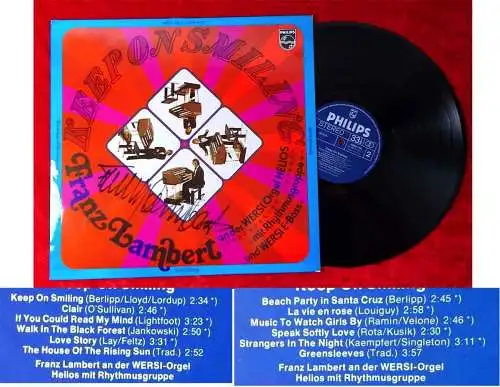 KEEP ON SMILING
Franz Lambert
an der WERSI-Orgel HELIOS
mit Rhythmusgruppe
und WERSI E-Bass
PHILIPS
PHILIPS
STEREO
33⅓
2
Keep On Smiling
Keep On Smiling (Berlipp/Lloyd/Lordup) 2:34 *)
Clair (O'Sullivan) 2:46 *)
If You Could Read My Mind (Lightfoot) 3:23 *)
Walk In The Black Forest (Jankowski) 2:50 *)
Love Story (Lay/Feltz) 3:31 *)
The House Of The Rising Sun (Trad.) 2:52
Franz Lambert an der WERSI-Orgel
Helios mit Rhythmusgruppe
Keep On Smiling
Beach Party in Santa Cruz (Berlipp) 2:45 *)
La vie en rose (Louiguy) 2:58 *)
Music To Watch Girls By (Ramin/Velone) 2:46 *)
Speak Softly Love (Rota/Kusik) 2:30 *)
Strangers In The Night (Kaempfert/Singleton) 3:11 *)
Greensleeves (Trad.) 3:57
Franz Lambert an der WERSI-Orgel
Helios mit Rhythmusgruppe